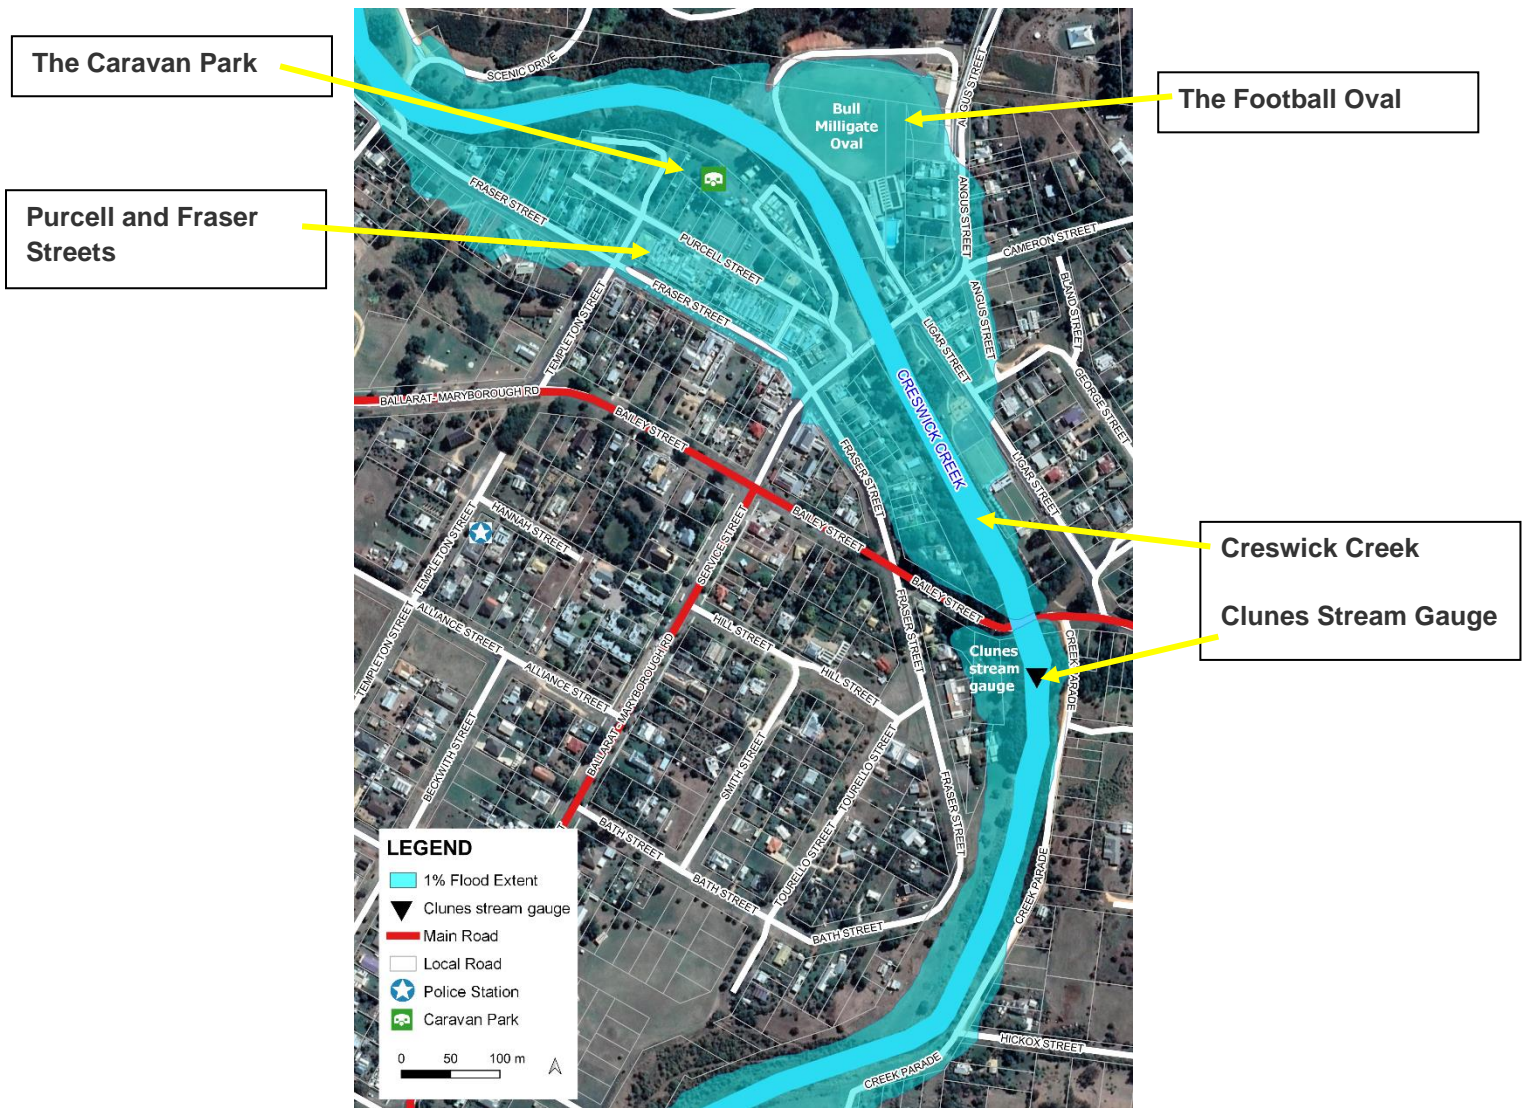 The Caravan Park
Purcell and Fraser
Streets
The Football Oval
Creswick Creek
Clunes Stream Gauge
SCENIC DRIVE
ANGUS STREET
Bull
Milligate
Oval
FRASER STREET
ANGUS STREET
CAMERON STREET
PURCELL STREET
BLAND STREET
FRASER STREET
ANGUS STREET
TEMPLETON STREET
LIGAR STREET
GEORGE STREET
BALLARAT- MARYBOROUGH RD
CRESWICK CREEK
BAILEY STREET
FRASER STREET
LIGAR STREET
TEMPLETON STREET
HANNAH STREET
BAILEY STREET
SERVICE STREET
BAILEY STREET
FRASER STREET
ALLIANCE STREET
HILL STREET
CREEK PARADE
TEMPLETON STREET
Clunes
stream
gauge
ALLIANCE STREET
BALLARAT- MARYBOROUGH RD
HILL STREET
BECKWITH STREET
SMITH STREET
TOURELLO STREET
FRASER STREET
BATH STREET
TOURELLO STREET
BATH STREET
CREEK PARADE
BATH STREET
HICKOX STREET
CREEK PARADE
LEGEND
1% Flood Extent
Clunes stream gauge
Main Road
Local Road
Police Station
Caravan Park
0 50 100 m